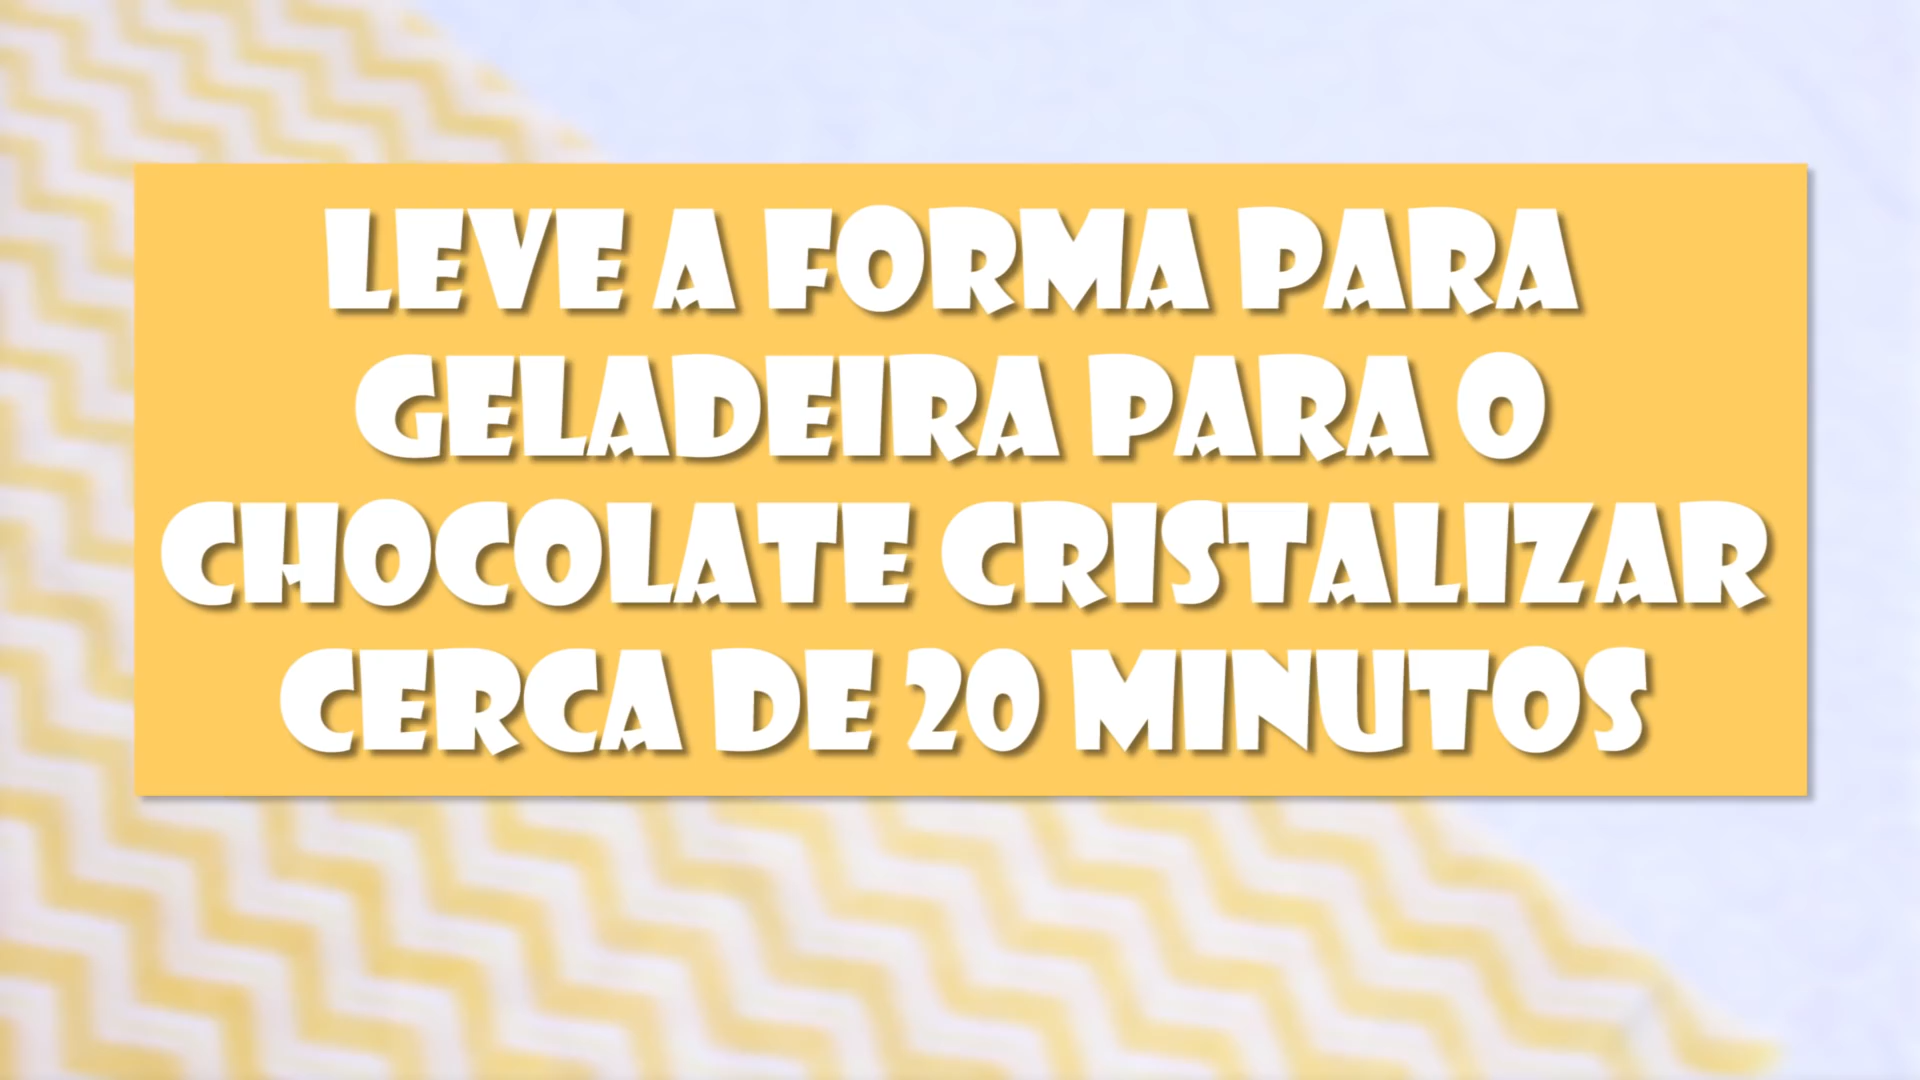 LEVE A FORMA PARA
GELADEIRA PARA O
CHOCOLATE CRISTALIZAR
CERCA DE 20 MINUTOS